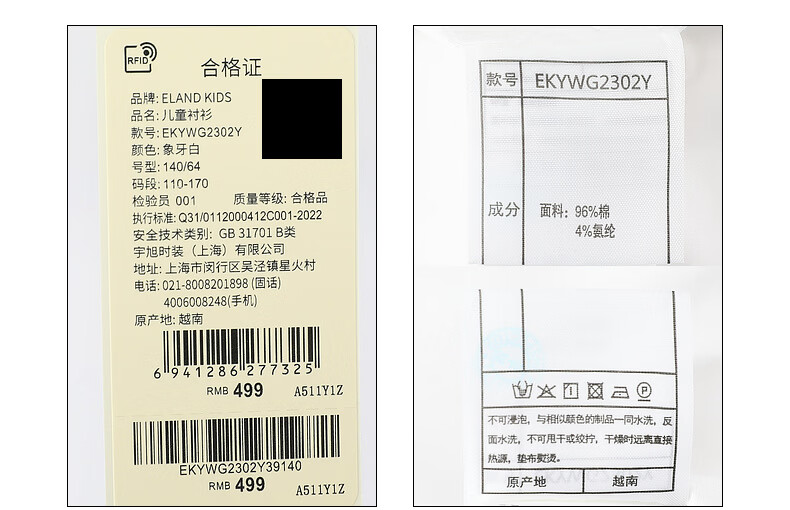 RFID
合格证
品牌: ELAND KIDS
品名: 儿童衬衫
款号: EKYWG2302Y
颜色: 象牙白
号型: 140/64
码段: 110-170
检验员 001 质量等级: 合格品
执行标准: Q31/0112000412C001-2022
安全技术类别: GB 31701 B类
宇旭时装（上海）有限公司
地址: 上海市闵行区吴泾镇星火村
电话: 021-8008201898 (固话)
4006008248(手机)
原产地: 越南
6 941286 277325
RMB 499 A511Y1Z
EKYWG2302Y39140
RMB 499 A511Y1Z
款号 EKYWG2302Y
成分 面料: 96%棉
4%氨纶
不可浸泡，与相似颜色的制品一同水洗，反
面水洗，不可甩干或绞拧，干燥时远离直接
热源，垫布熨烫。
原产地 越南